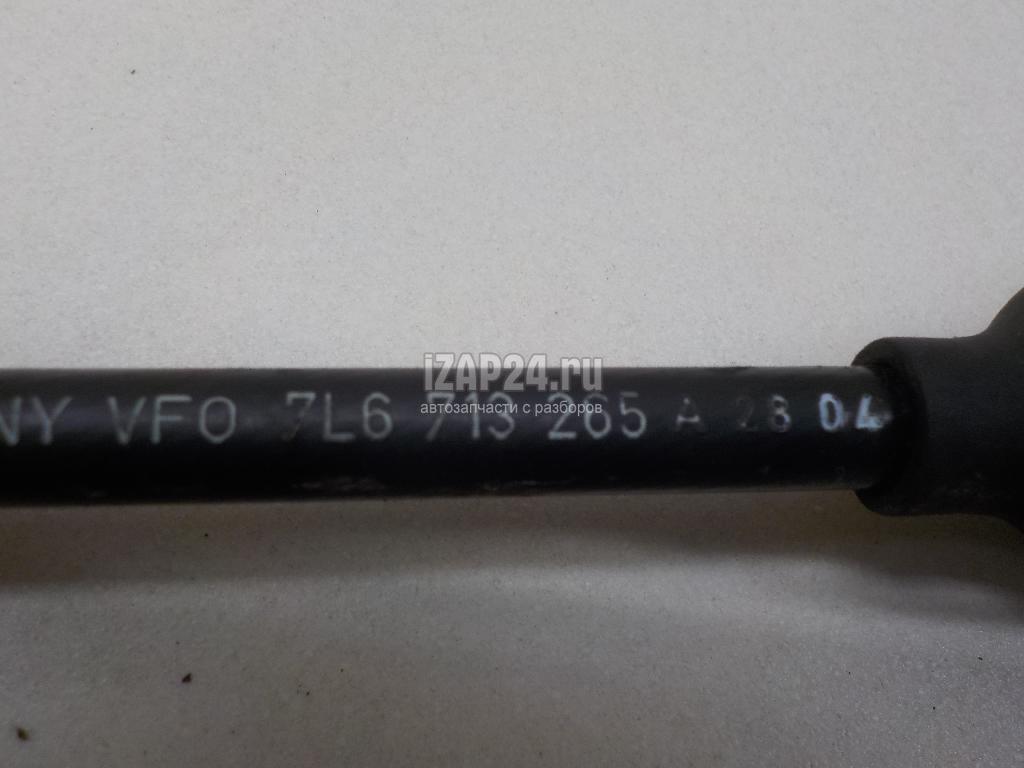 iZAP24.ru
автозапчасти с разборов
NY VFO 7L6 713 265 A 28 04